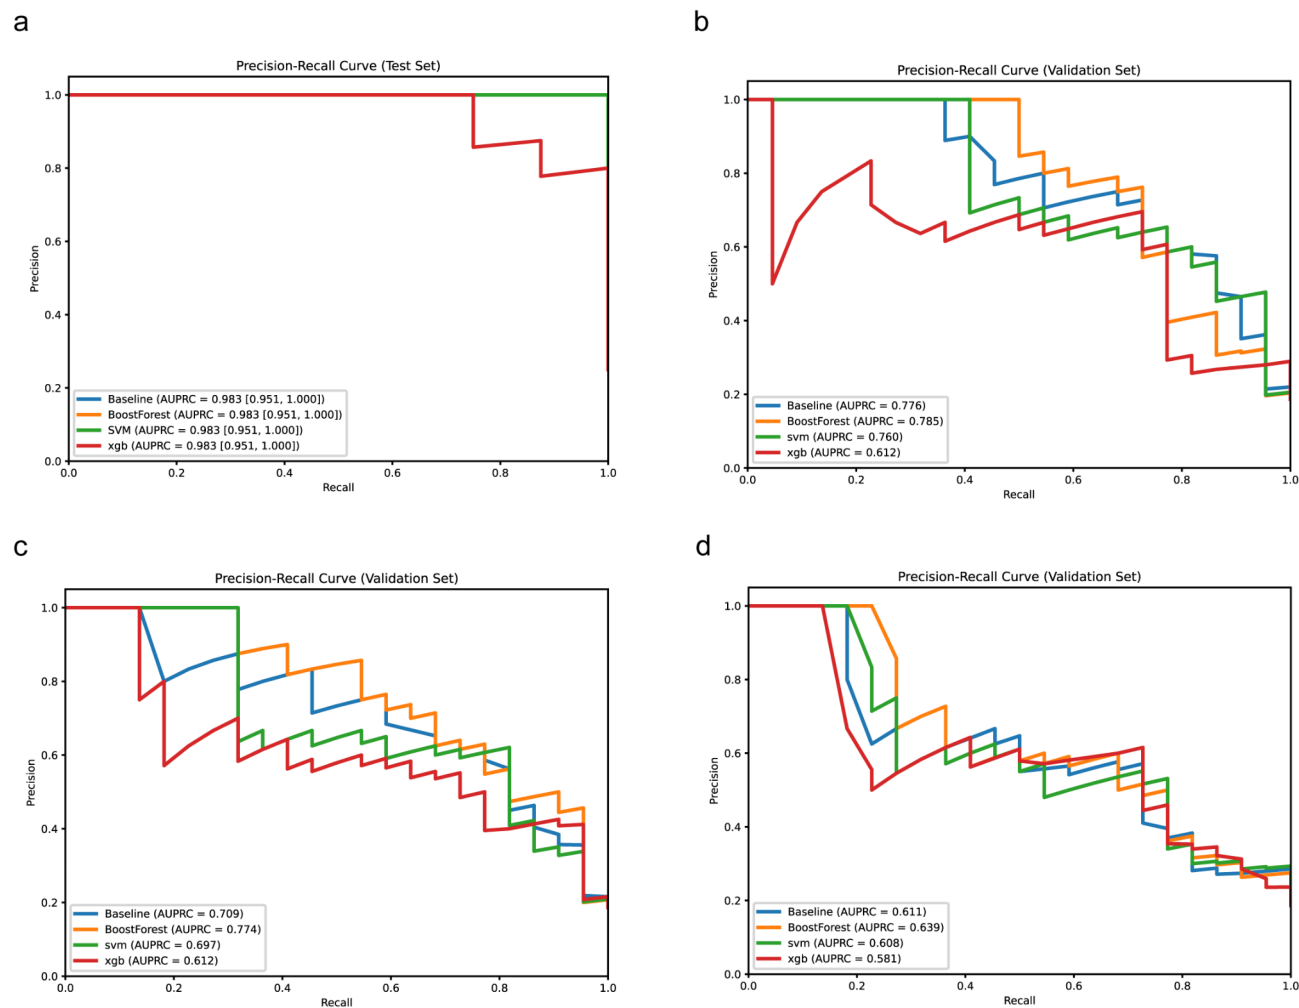 a
Precision-Recall Curve (Test Set)
1.0
0.8
0.6
0.4
0.2
0.0
Precision
Baseline (AUPRC = 0.983 [0.951, 1.000])
BoostForest (AUPRC = 0.983 [0.951, 1.000])
SVM (AUPRC = 0.983 [0.951, 1.000])
xgb (AUPRC = 0.983 [0.951, 1.000])
0.0 0.2 0.4 0.6 0.8 1.0
Recall
b
Precision-Recall Curve (Validation Set)
1.0
0.8
0.6
0.4
0.2
0.0
Precision
Baseline (AUPRC = 0.776)
BoostForest (AUPRC = 0.785)
svm (AUPRC = 0.760)
xgb (AUPRC = 0.612)
0.0 0.2 0.4 0.6 0.8 1.0
Recall
c
Precision-Recall Curve (Validation Set)
1.0
0.8
0.6
0.4
0.2
0.0
Precision
Baseline (AUPRC = 0.709)
BoostForest (AUPRC = 0.774)
svm (AUPRC = 0.697)
xgb (AUPRC = 0.612)
0.0 0.2 0.4 0.6 0.8 1.0
Recall
d
Precision-Recall Curve (Validation Set)
1.0
0.8
0.6
0.4
0.2
0.0
Precision
Baseline (AUPRC = 0.611)
BoostForest (AUPRC = 0.639)
svm (AUPRC = 0.608)
xgb (AUPRC = 0.581)
0.0 0.2 0.4 0.6 0.8 1.0
Recall